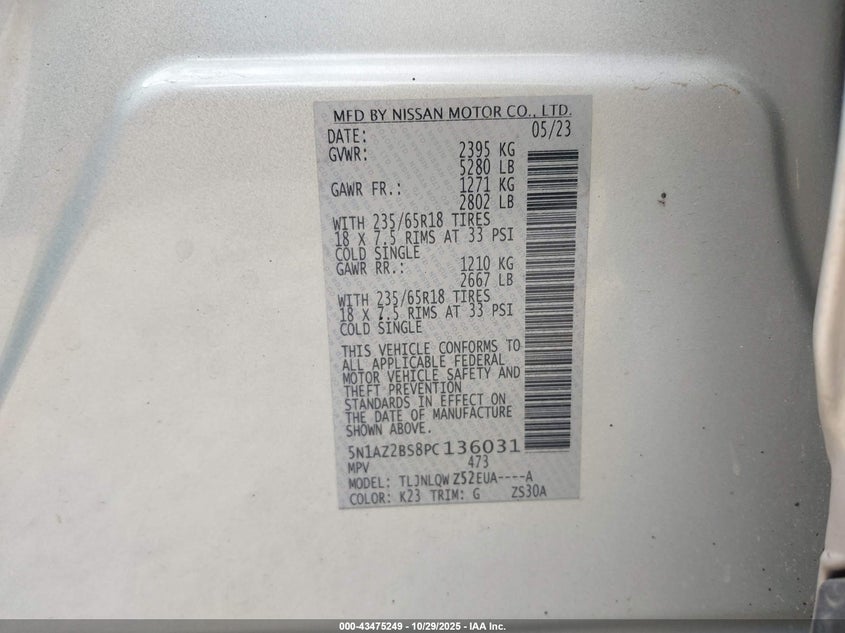 MFD BY NISSAN MOTOR CO., LTD.
DATE: 05/23
GVWR: 2395 KG
5280 LB
GAWR FR.: 1271 KG
2802 LB
WITH 235/65R18 TIRES
18 X 7.5 RIMS AT 33 PSI
COLD SINGLE
GAWR RR.: 1210 KG
2667 LB
WITH 235/65R18 TIRES
18 X 7.5 RIMS AT 33 PSI
COLD SINGLE
THIS VEHICLE CONFORMS TO
ALL APPLICABLE FEDERAL
MOTOR VEHICLE SAFETY AND
THEFT PREVENTION
STANDARDS IN EFFECT ON
THE DATE OF MANUFACTURE
SHOWN ABOVE.
5N1AZ2BS8PC136031
MPV 473
MODEL: TLJNLQW Z52EUA----A
COLOR: K23 TRIM: G ZS30A
000-43475249 - 10/29/2025 - IAA Inc.